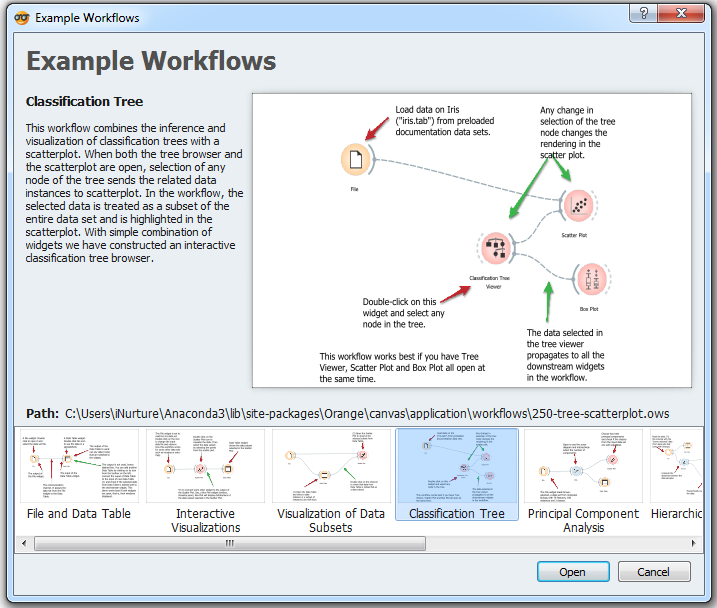 Example Workflows
?
Example Workflows
Classification Tree
This workflow combines the inference and
visualization of classification trees with a
scatterplot. When both the tree browser and
the scatterplot are open, selection of any
node of the tree sends the related data
instances to scatterplot. In the workflow, the
selected data is treated as a subset of the
entire data set and is highlighted in the
scatterplot. With simple combination of
widgets we have constructed an interactive
classification tree browser.
Load data on Iris
("iris.tab") from preloaded
documentation data sets.
Any change in
selection of the tree
node changes the
rendering in the
scatter plot.
File
Scatter Plot
Classification Tree
Viewer
Box Plot
Double-click on this
widget and select any
node in the tree.
The data selected in
the tree viewer
propagates to all the
downstream widgets
in the workflow.
This workflow works best if you have Tree
Viewer, Scatter Plot and Box Plot all open at
the same time.
Path: C:\Users\iNurture\Anaconda3\lib\site-packages\Orange\canvas\application\workflows\250-tree-scatterplot.ows
File and Data Table
Interactive
Visualizations
Visualization of Data
Subsets
Classification Tree
Principal Component
Analysis
Hierarchic
Open
Cancel